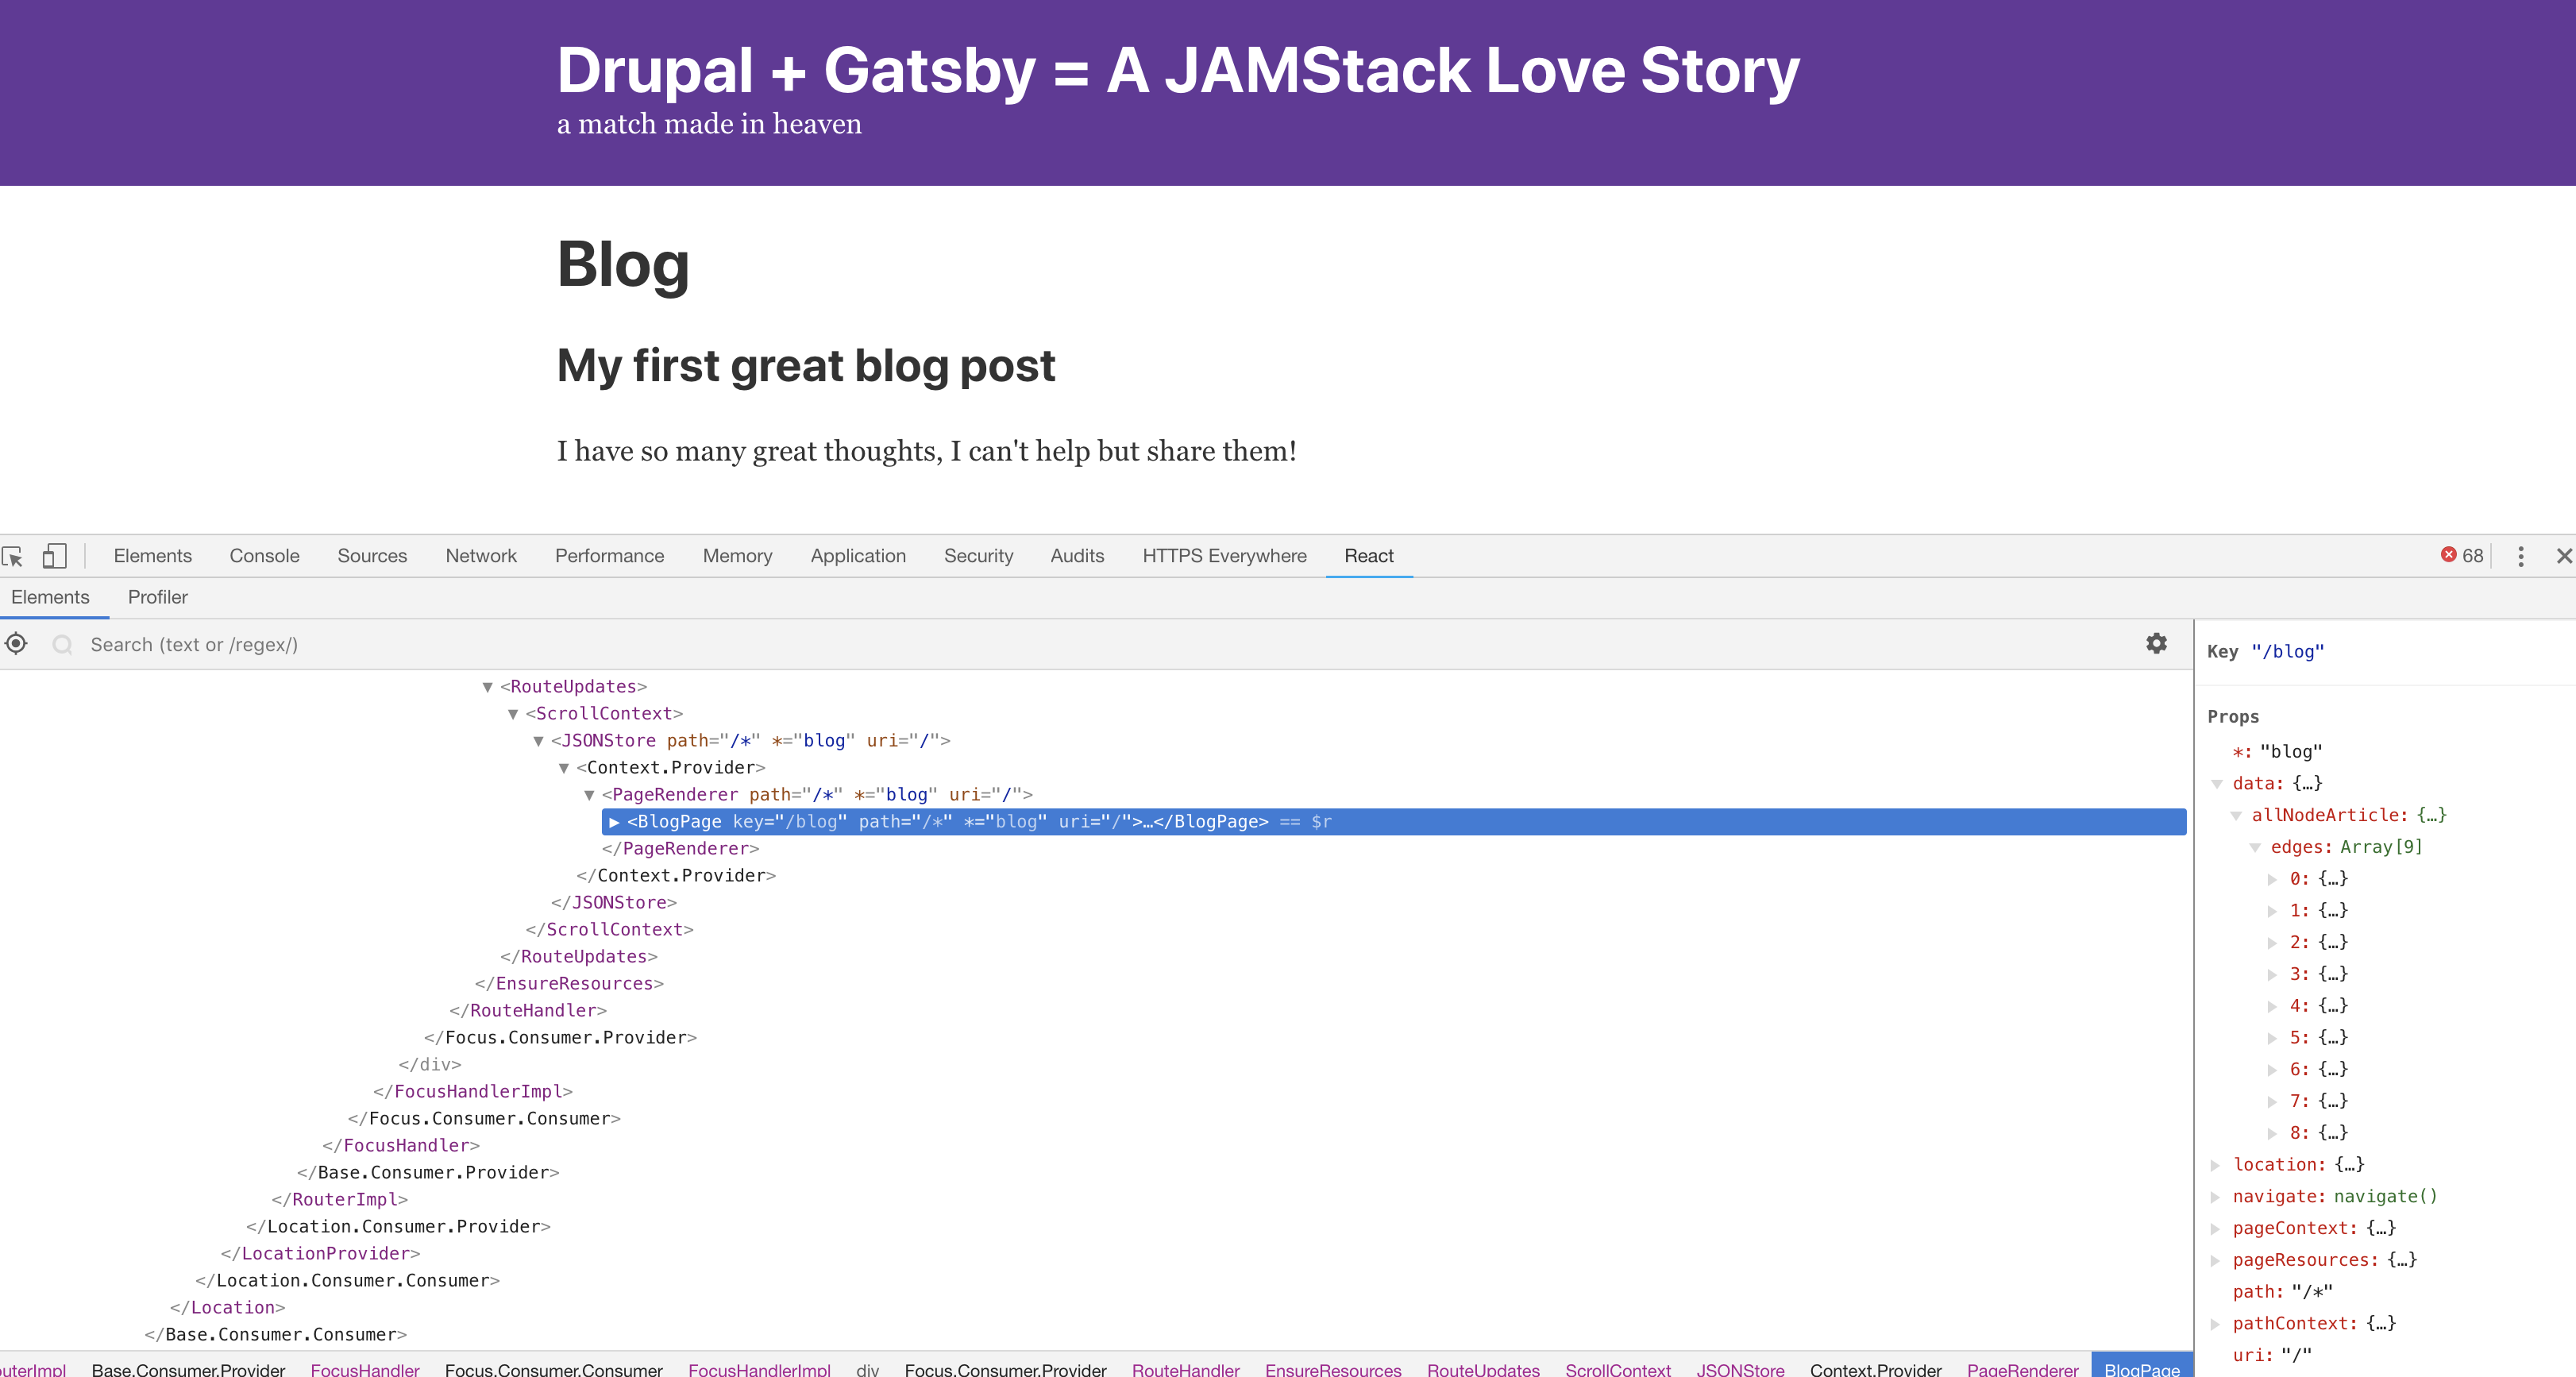 Drupal + Gatsby = A JAMStack Love Story
a match made in heaven
Blog
My first great blog post
I have so many great thoughts, I can't help but share them!
Elements Console Sources Network Performance Memory Application Security Audits HTTPS Everywhere React 68
Elements Profiler
Search (text or /regex/)
▼ <RouteUpdates>
▼ <ScrollContext>
▼ <JSONStore path="/*" *="blog" uri="/">
▼ <Context.Provider>
▼ <PageRenderer path="/*" *="blog" uri="/">
▶ <BlogPage key="/blog" path="/*" *="blog" uri="/">…</BlogPage> == $r
</PageRenderer>
</Context.Provider>
</JSONStore>
</ScrollContext>
</RouteUpdates>
</EnsureResources>
</RouteHandler>
</Focus.Consumer.Provider>
</div>
</FocusHandlerImpl>
</Focus.Consumer.Consumer>
</FocusHandler>
</Base.Consumer.Provider>
</RouterImpl>
</Location.Consumer.Provider>
</LocationProvider>
</Location.Consumer.Consumer>
</Location>
</Base.Consumer.Consumer>
uterImpl Base.Consumer.Provider FocusHandler Focus.Consumer.Consumer FocusHandlerImpl div Focus.Consumer.Provider RouteHandler EnsureResources RouteUpdates ScrollContext JSONStore Context.Provider PageRenderer BlogPage
Key "/blog"
Props
*: "blog"
data: {…}
allNodeArticle: {…}
edges: Array[9]
0: {…}
1: {…}
2: {…}
3: {…}
4: {…}
5: {…}
6: {…}
7: {…}
8: {…}
location: {…}
navigate: navigate()
pageContext: {…}
pageResources: {…}
path: "/*"
pathContext: {…}
uri: "/"